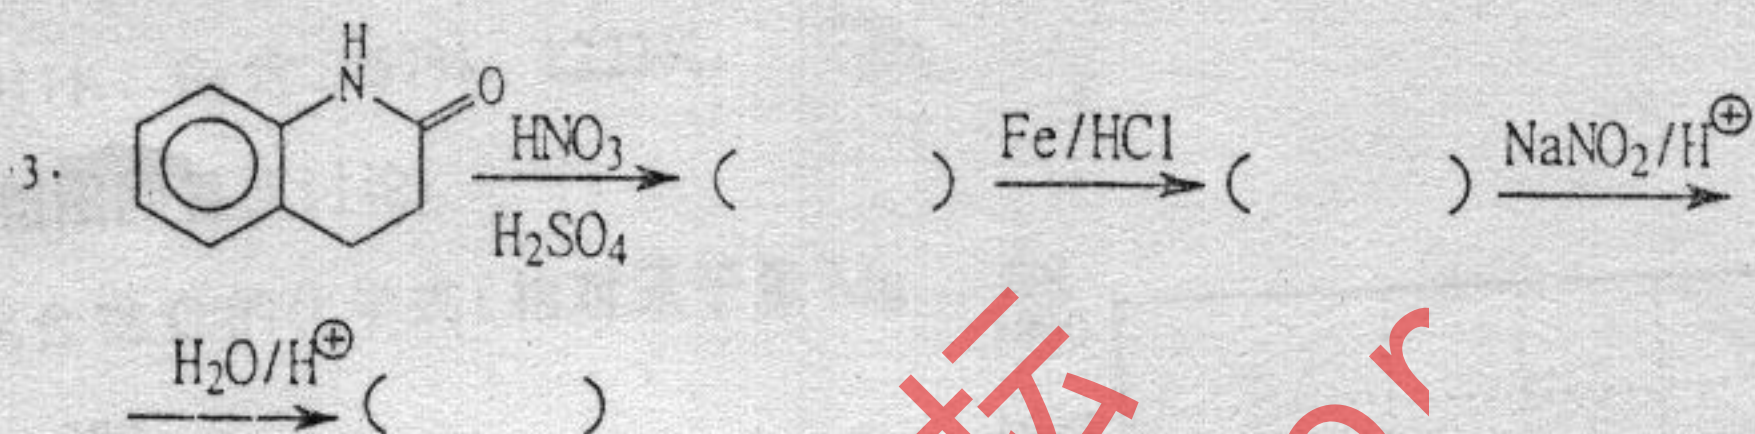 3.
H
N
O
HNO₃
H₂SO₄
( )
Fe/HCl
( )
NaNO₂/H⊕
H₂O/H⊕
( )